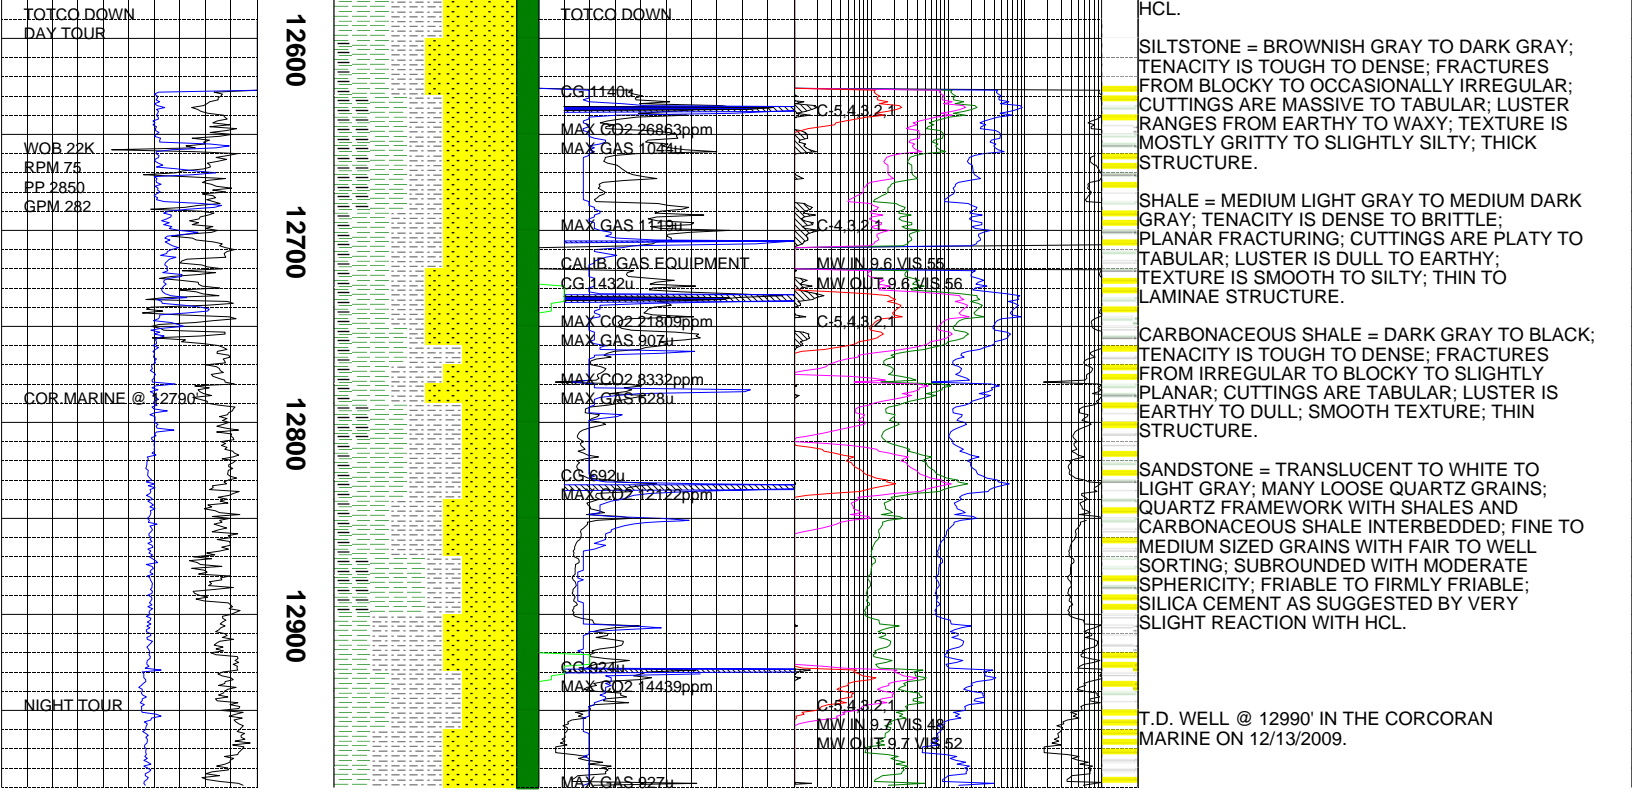 TOTCO DOWN
DAY TOUR
WOB 22K
RPM 75
PP 2850
GPM 282
COR.MARINE @ 12790
NIGHT TOUR
12600
12700
12800
12900
TOTCO DOWN
CG 1140u
MAX CO2 26863ppm
MAX GAS 1044u
MAX GAS 1119u
CALIB. GAS EQUIPMENT
CG 1432u
MAX CO2 21809ppm
MAX GAS 907u
MAX CO2 8332ppm
MAX GAS 628u
CG 692u
MAX CO2 12122ppm
CG 924u
MAX CO2 14439ppm
MAX GAS 927u
C-5,4,3,2,1
C-4,3,2,1
MW IN 9.6 VIS 55
MW OUT 9.6 VIS 56
C-5,4,3,2,1
C-5,4,3,2,1
MW IN 9.7 VIS 48
MW OUT 9.7 VIS 52
HCL.
SILTSTONE = BROWNISH GRAY TO DARK GRAY;
TENACITY IS TOUGH TO DENSE; FRACTURES
FROM BLOCKY TO OCCASIONALLY IRREGULAR;
CUTTINGS ARE MASSIVE TO TABULAR; LUSTER
RANGES FROM EARTHY TO WAXY; TEXTURE IS
MOSTLY GRITTY TO SLIGHTLY SILTY; THICK
STRUCTURE.
SHALE = MEDIUM LIGHT GRAY TO MEDIUM DARK
GRAY; TENACITY IS DENSE TO BRITTLE;
PLANAR FRACTURING; CUTTINGS ARE PLATY TO
TABULAR; LUSTER IS DULL TO EARTHY;
TEXTURE IS SMOOTH TO SILTY; THIN TO
LAMINAE STRUCTURE.
CARBONACEOUS SHALE = DARK GRAY TO BLACK;
TENACITY IS TOUGH TO DENSE; FRACTURES
FROM IRREGULAR TO BLOCKY TO SLIGHTLY
PLANAR; CUTTINGS ARE TABULAR; LUSTER IS
EARTHY TO DULL; SMOOTH TEXTURE; THIN
STRUCTURE.
SANDSTONE = TRANSLUCENT TO WHITE TO
LIGHT GRAY; MANY LOOSE QUARTZ GRAINS;
QUARTZ FRAMEWORK WITH SHALES AND
CARBONACEOUS SHALE INTERBEDDED; FINE TO
MEDIUM SIZED GRAINS WITH FAIR TO WELL
SORTING; SUBROUNDED WITH MODERATE
SPHERICITY; FRIABLE TO FIRMLY FRIABLE;
SILICA CEMENT AS SUGGESTED BY VERY
SLIGHT REACTION WITH HCL.
T.D. WELL @ 12990' IN THE CORCORAN
MARINE ON 12/13/2009.